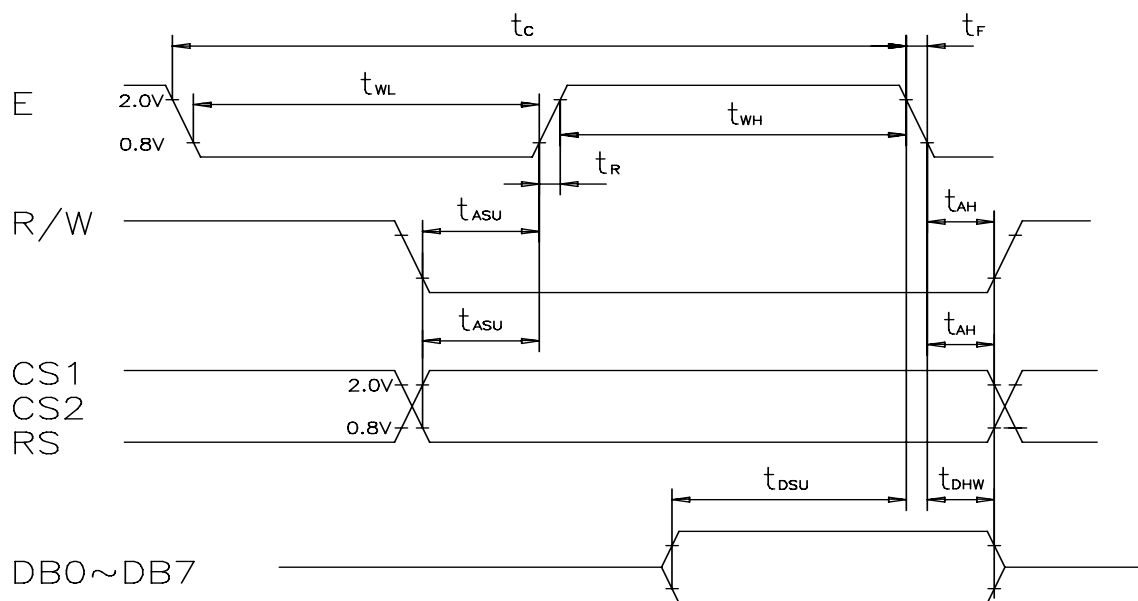 tC tF
E 2.0V tWL
0.8V tWH
tR
R/W tASU tAH
tASU tAH
CS1 2.0V
CS2
RS 0.8V
tDSU tDHW
DB0~DB7